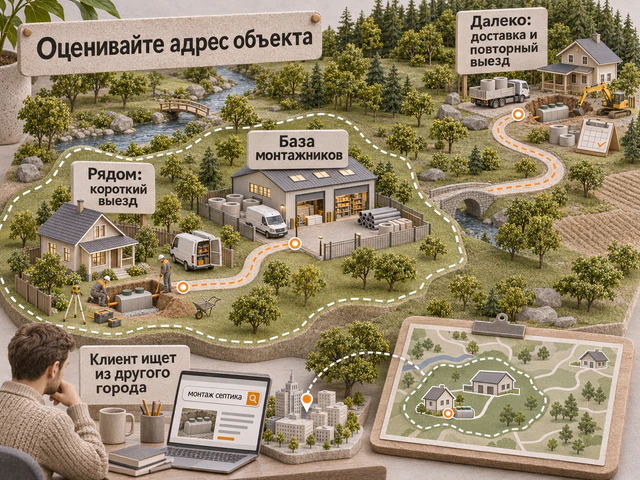 Оценивайте адрес объекта
Далеко:
доставка и
повторный
выезд
База
монтажников
Рядом:
короткий
выезд
Клиент ищет
из другого
города
монтаж септика